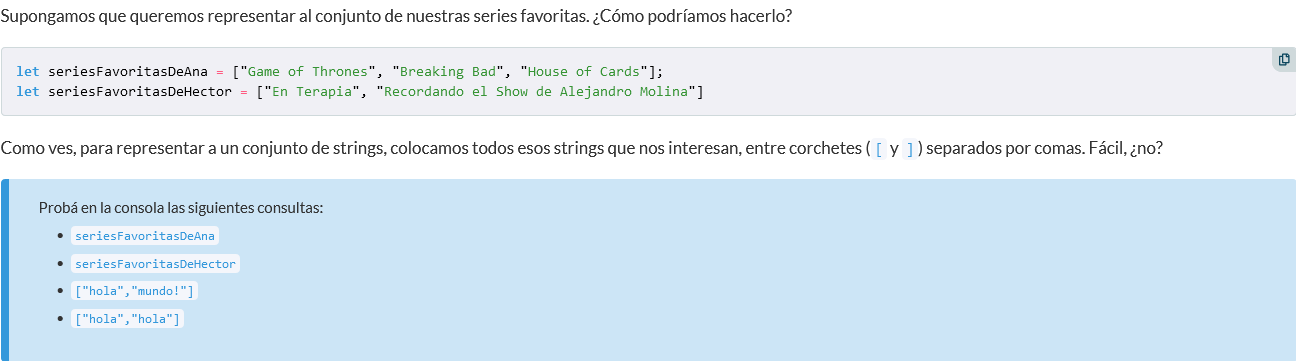 Supongamos que queremos representar al conjunto de nuestras series favoritas. ¿Cómo podríamos hacerlo?
let seriesFavoritasDeAna = ["Game of Thrones", "Breaking Bad", "House of Cards"];
let seriesFavoritasDeHector = ["En Terapia", "Recordando el Show de Alejandro Molina"]
Como ves, para representar a un conjunto de strings, colocamos todos esos strings que nos interesan, entre corchetes ( [ y ] ) separados por comas. Fácil, ¿no?
Probá en la consola las siguientes consultas:
• seriesFavoritasDeAna
• seriesFavoritasDeHector
• ["hola","mundo!"]
• ["hola","hola"]